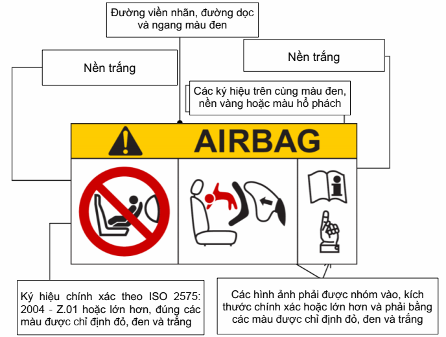 Đường viền nhãn, đường dọc
và ngang màu đen
Nền trắng
Nền trắng
Các ký hiệu trên cùng màu đen,
nền vàng hoặc màu hổ phách
AIRBAG
Ký hiệu chính xác theo ISO 2575:
2004 - Z.01 hoặc lớn hơn, đúng các
màu được chỉ định đỏ, đen và trắng
Các hình ảnh phải được nhóm vào, kích
thước chính xác hoặc lớn hơn và phải bằng
các màu được chỉ định đỏ, đen và trắng